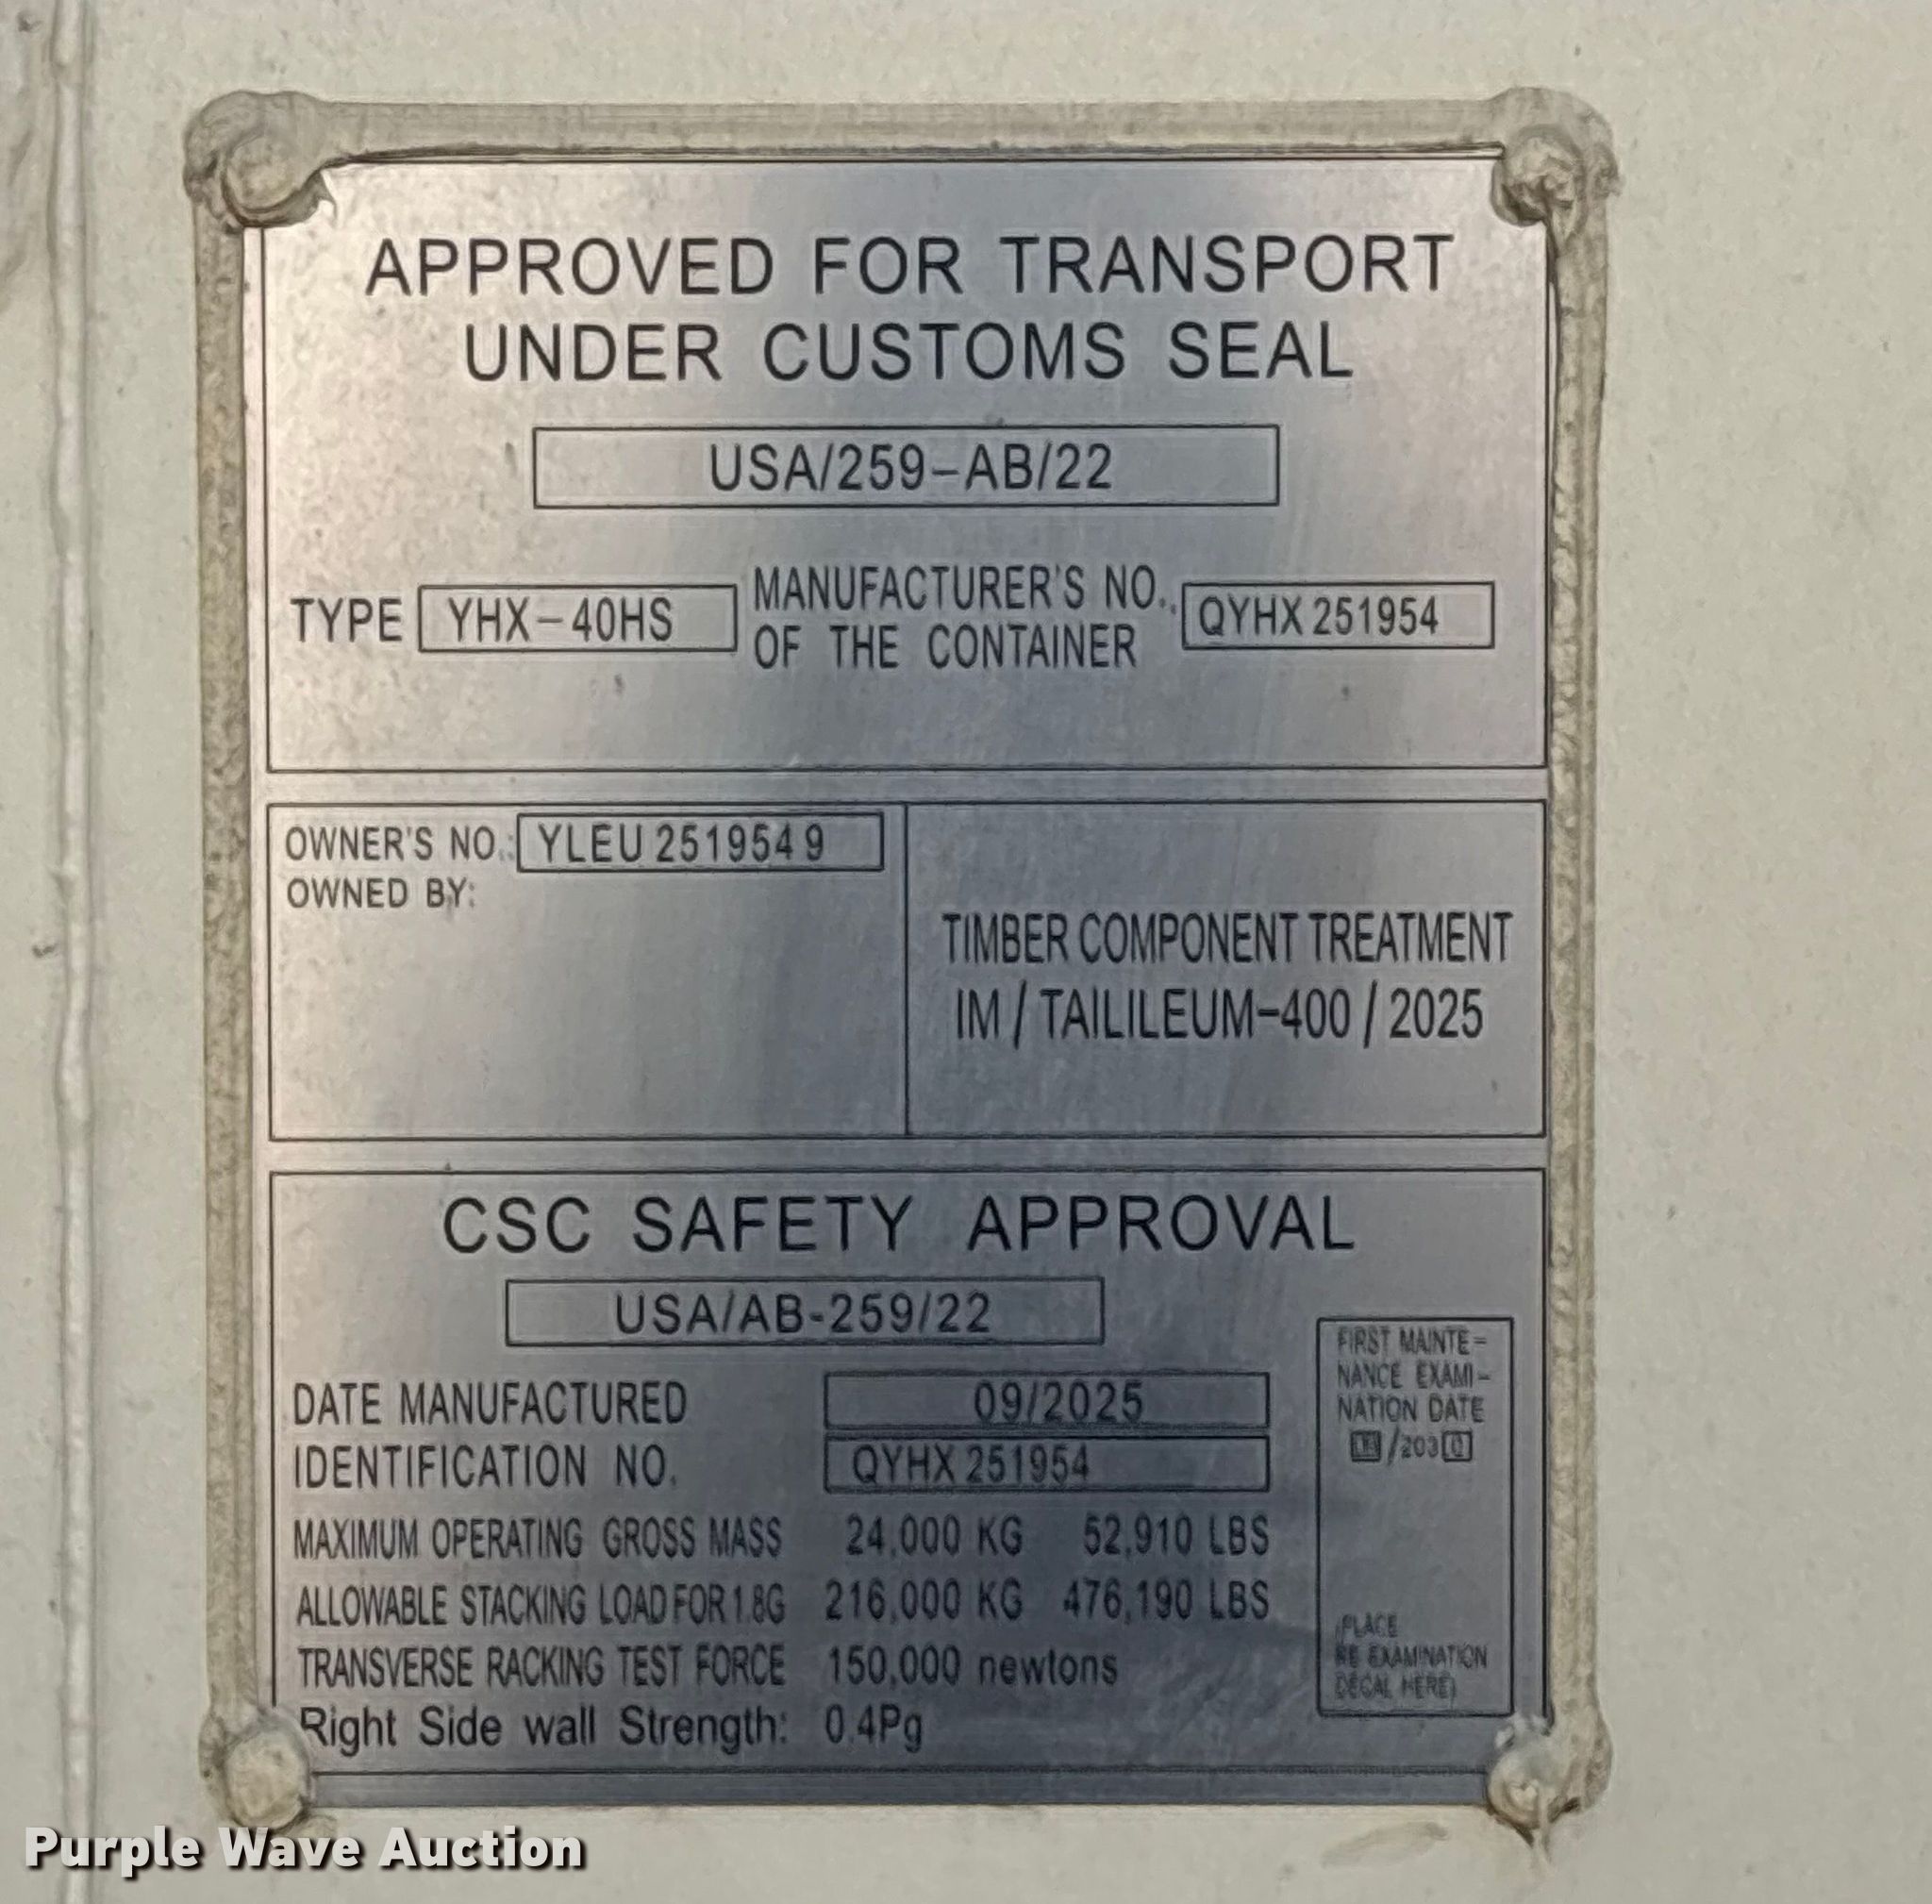 APPROVED FOR TRANSPORT
UNDER CUSTOMS SEAL
USA/259-AB/22
TYPE YHX-40HS MANUFACTURER'S NO. OF THE CONTAINER QYHX 251954
OWNER'S NO.: YLEU 251954 9
OWNED BY:
TIMBER COMPONENT TREATMENT
IM / TAILILEUM-400 / 2025
CSC SAFETY APPROVAL
USA/AB-259/22
DATE MANUFACTURED 09/2025
IDENTIFICATION NO. QYHX 251954
MAXIMUM OPERATING GROSS MASS 24,000 KG 52,910 LBS
ALLOWABLE STACKING LOAD FOR 1.8G 216,000 KG 476,190 LBS
TRANSVERSE RACKING TEST FORCE 150,000 newtons
Right Side wall Strength: 0.4Pg
FIRST MAINTE-
NANCE EXAMI-
NATION DATE
/2030
(PLACE
RE EXAMINATION
DECAL HERE)
Purple Wave Auction